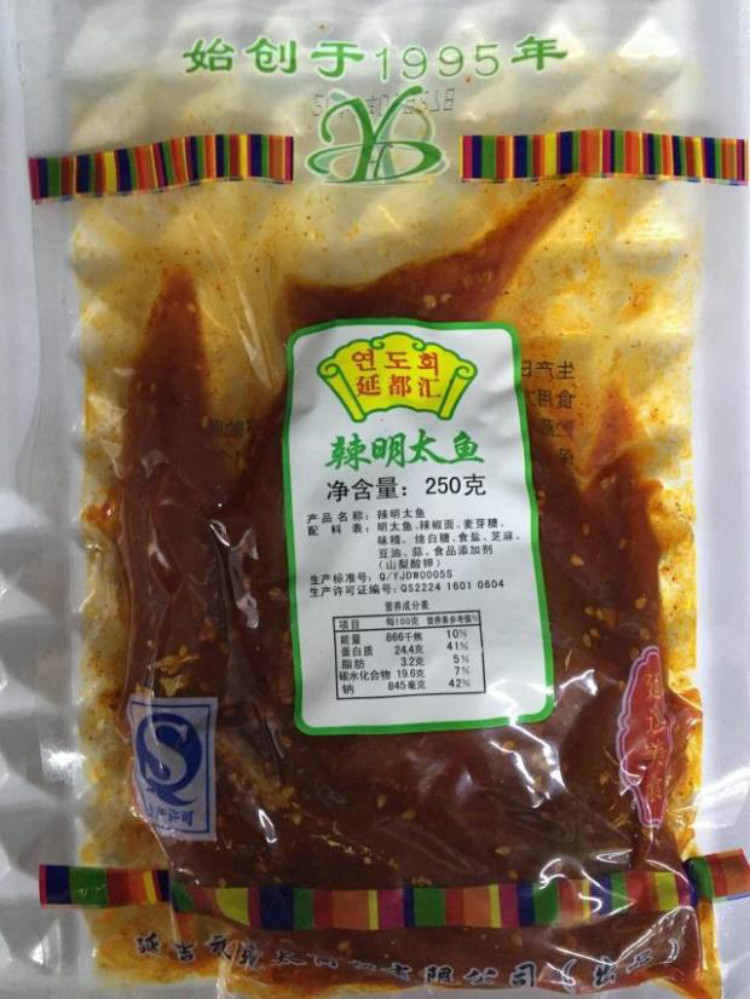 始创于1995年
연도회
延都汇
辣明太鱼
净含量：250克
产品名称：辣明太鱼
配料表：明太鱼、辣椒面、麦芽糖、
味精、绵白糖、食盐、芝麻、
豆油、蒜、食品添加剂
（山梨酸钾）
生产标准号：Q/YJDW0005S
生产许可证编号：QS2224 1601 0604
营养成分表
项目 每100克 营养素参考值%
能量 866千焦 10%
蛋白质 24.4克 41%
脂肪 3.2克 5%
碳水化合物 19.6克 7%
钠 845毫克 42%
许可
有限公司